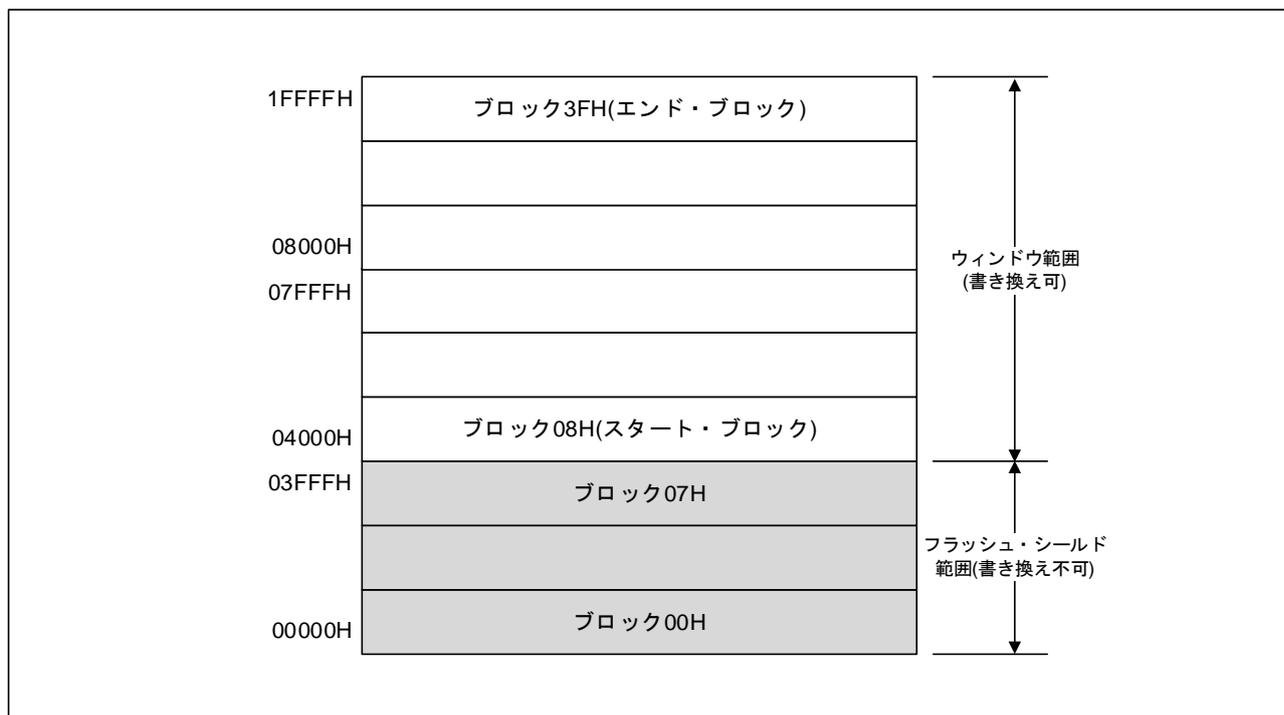 1FFFFH
ブロック3FH(エンド・ブロック)
08000H
07FFFH
ウィンドウ範囲
(書き換え可)
ブロック08H(スタート・ブロック)
04000H
03FFFH
ブロック07H
フラッシュ・シールド
範囲(書き換え不可)
ブロック00H
00000H